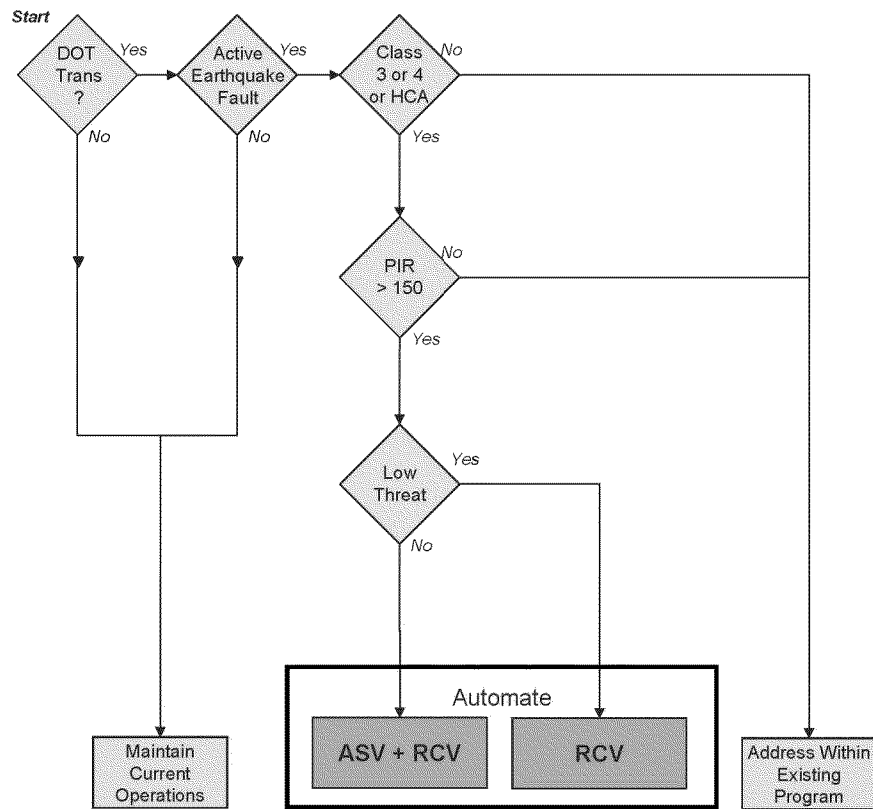 Start
DOT
Trans
?
Yes
No
Active
Earthquake
Fault
Yes
No
Class
3 or 4
or HCA
No
Yes
PIR
> 150
No
Yes
Low
Threat
Yes
No
Automate
ASV + RCV
RCV
Maintain
Current
Operations
Address Within
Existing
Program